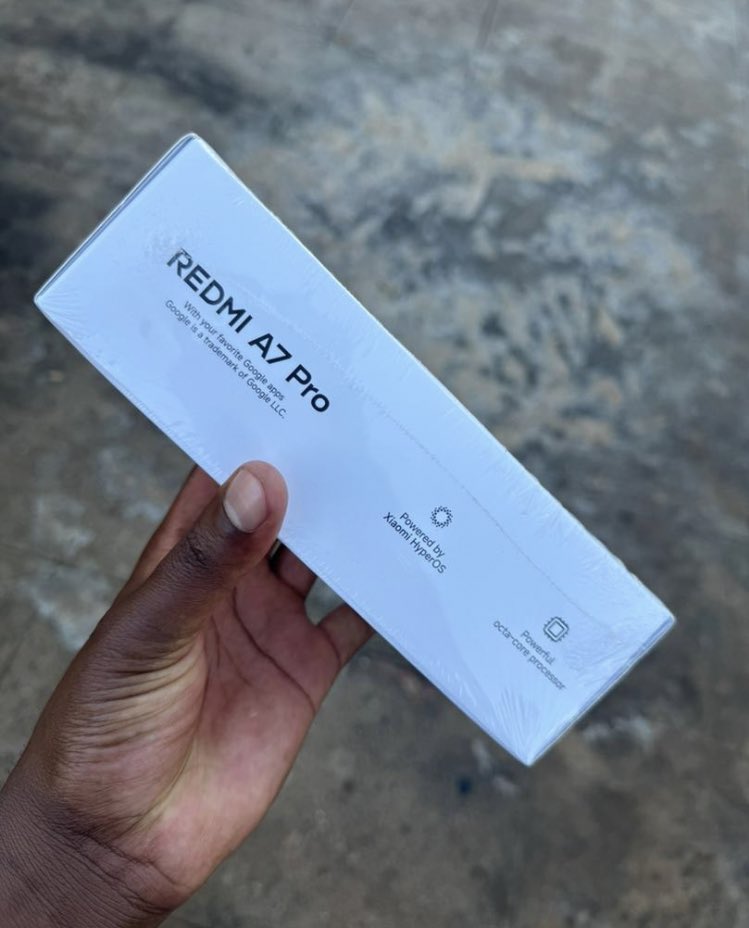 REDMI A7 Pro
With your favorite Google apps
Google is a trademark of Google LLC.
Powered by
Xiaomi HyperOS
Powerful
octa-core processor